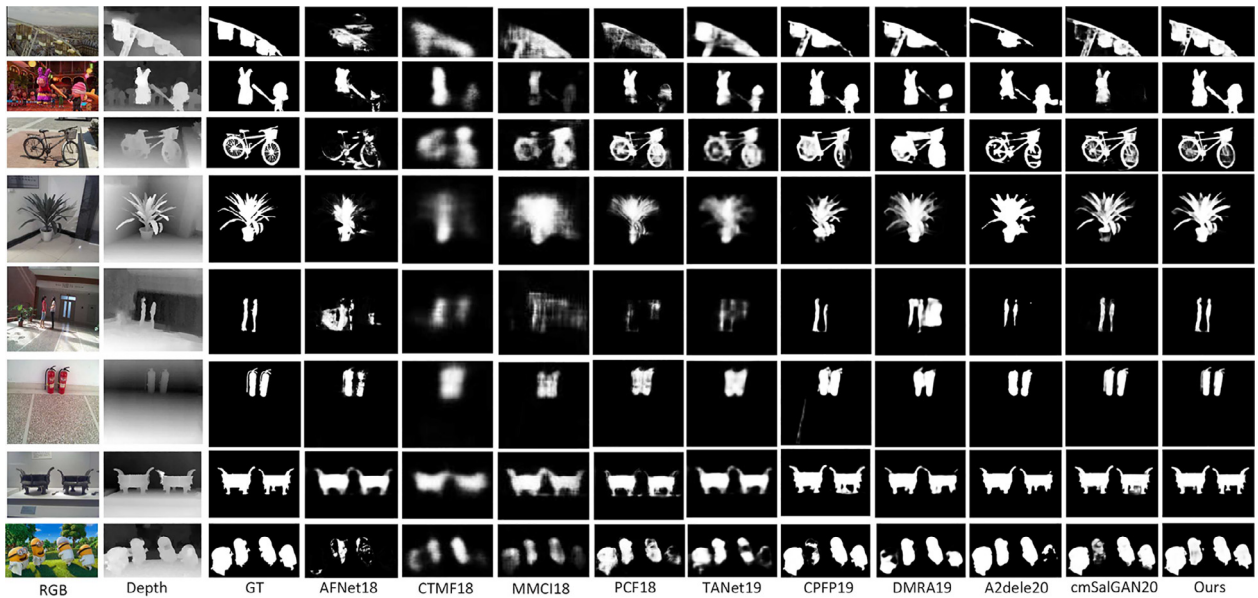 RGB Depth GT AFNet18 CTMF18 MMCI18 PCF18 TANet19 CPFP19 DMRA19 A2dele20 cmSalGAN20 Ours